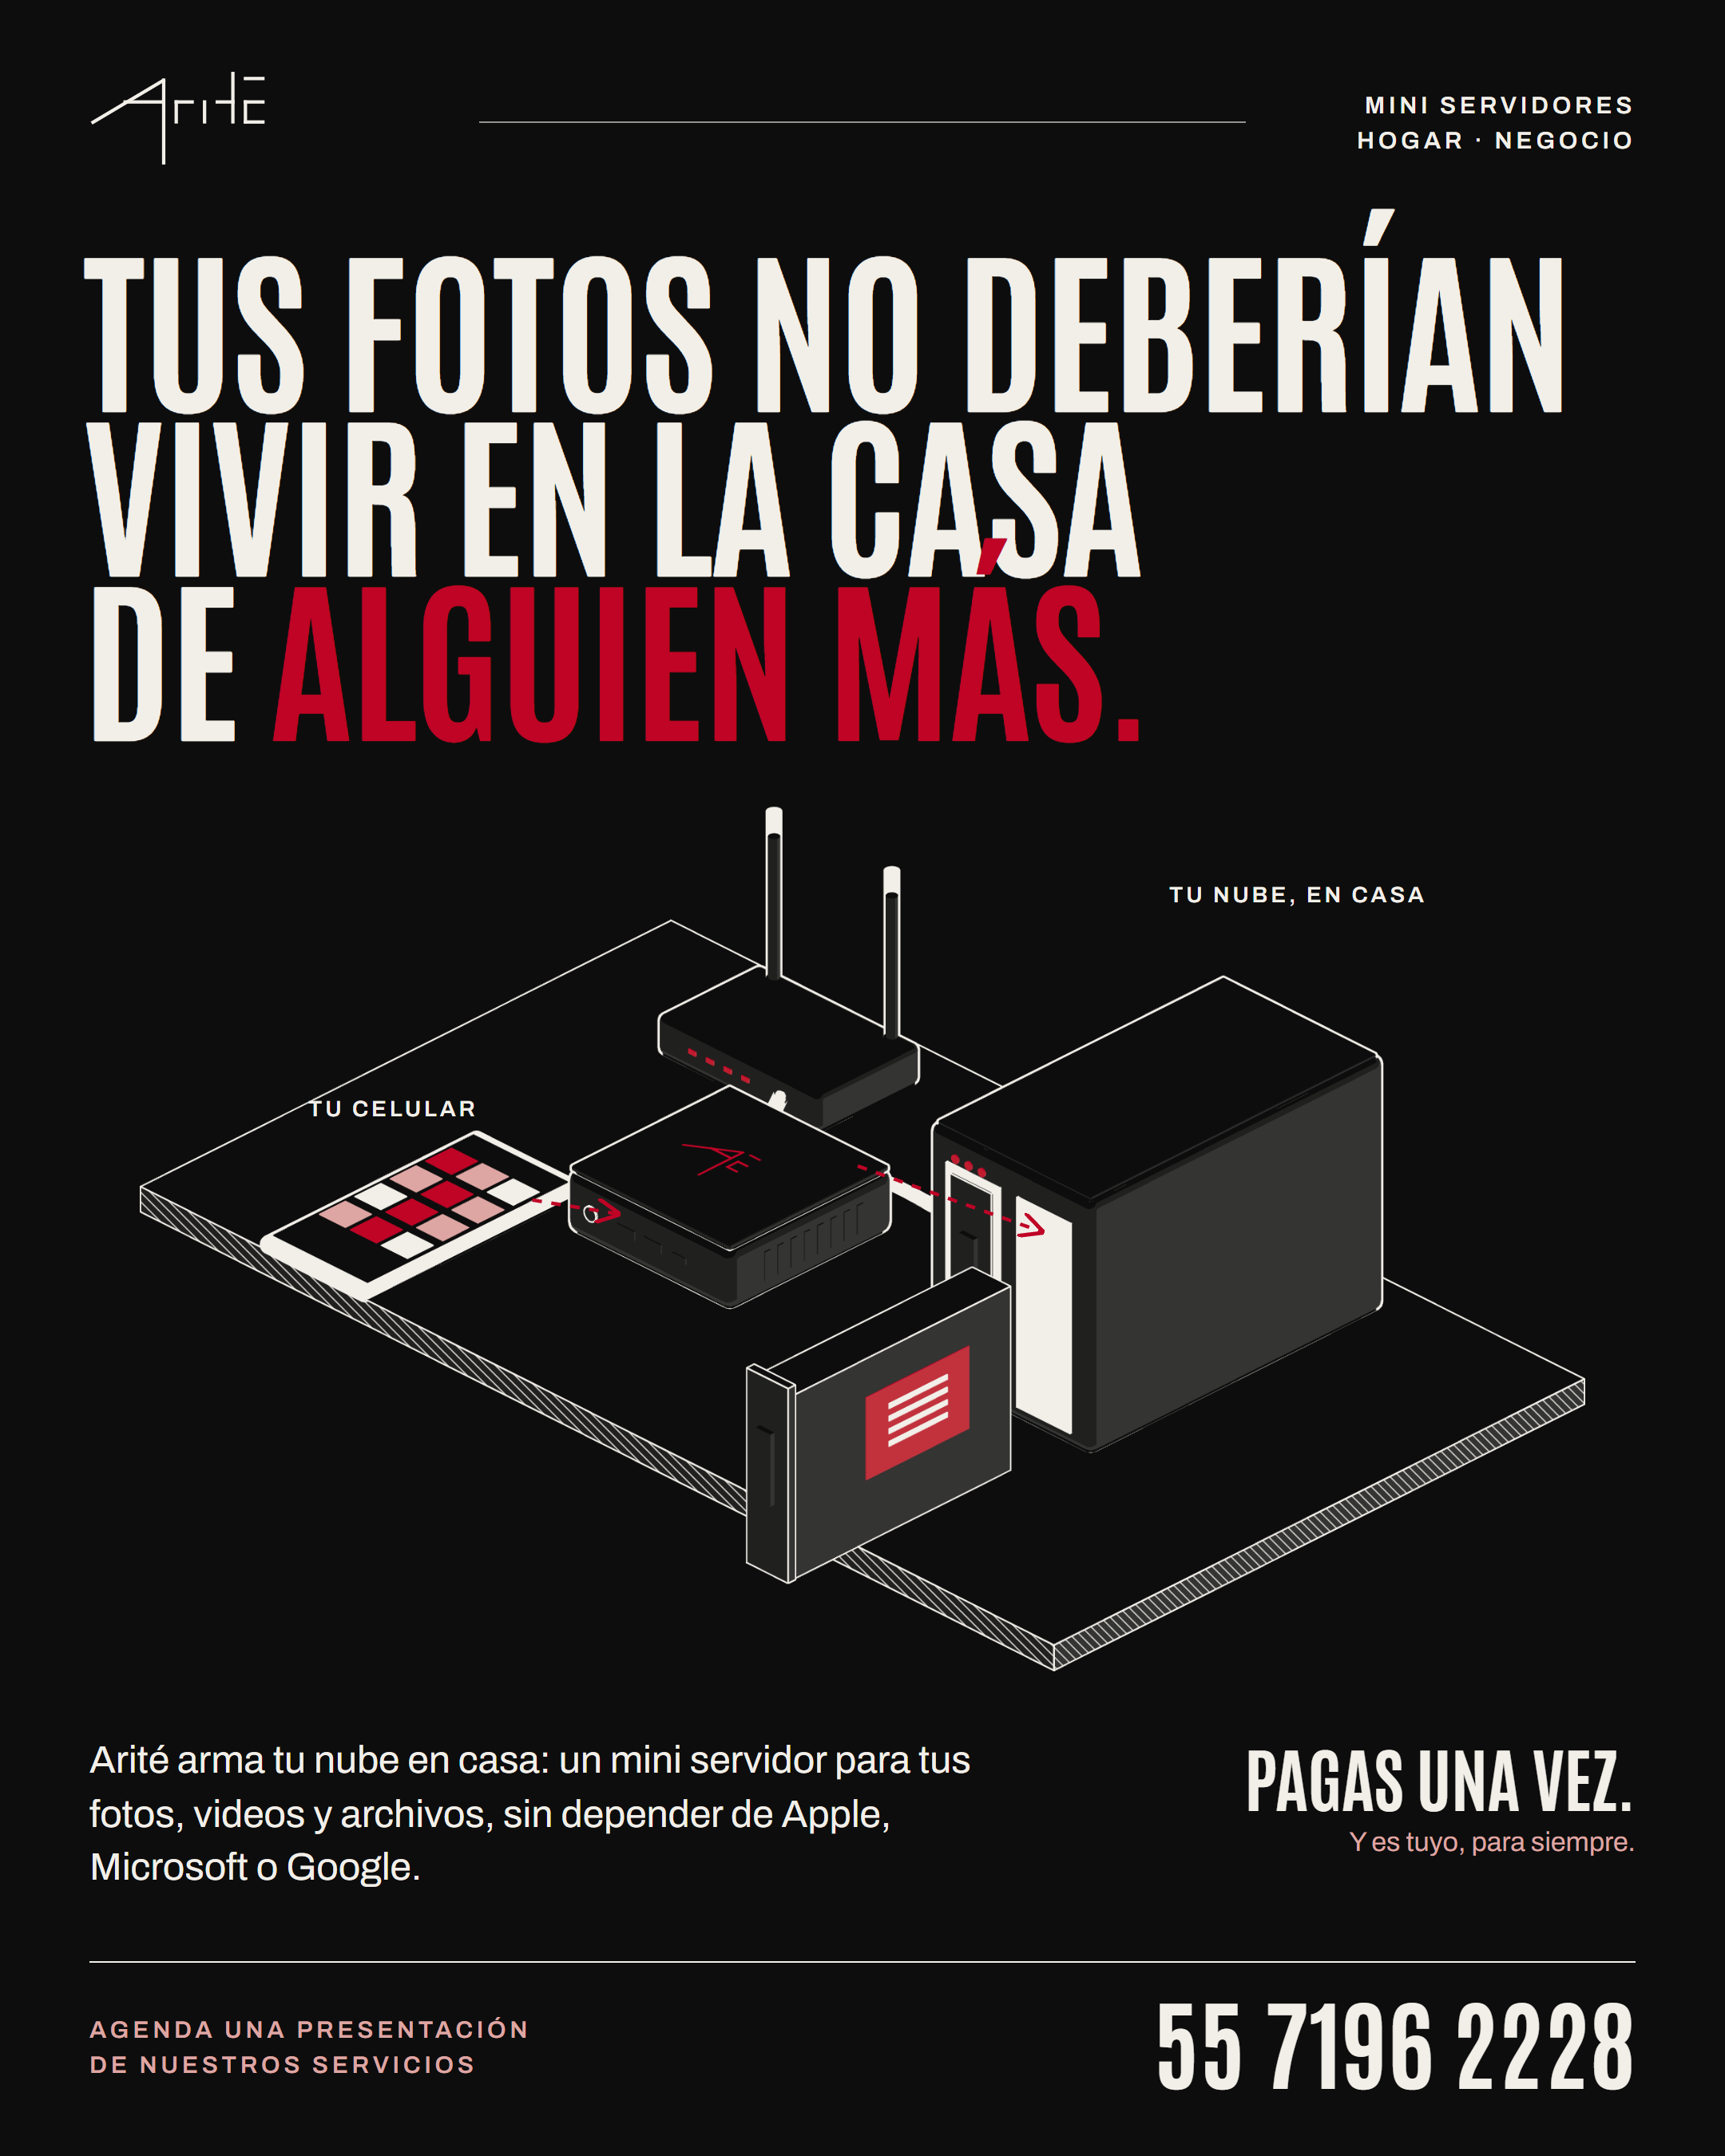 Arité
MINI SERVIDORES
HOGAR · NEGOCIO
TUS FOTOS NO DEBERÍAN
VIVIR EN LA CASA
DE ALGUIEN MÁS.
TU NUBE, EN CASA
TU CELULAR
Arité arma tu nube en casa: un mini servidor para tus
fotos, videos y archivos, sin depender de Apple,
Microsoft o Google.
PAGAS UNA VEZ.
Y es tuyo, para siempre.
AGENDA UNA PRESENTACIÓN
DE NUESTROS SERVICIOS
55 7196 2228